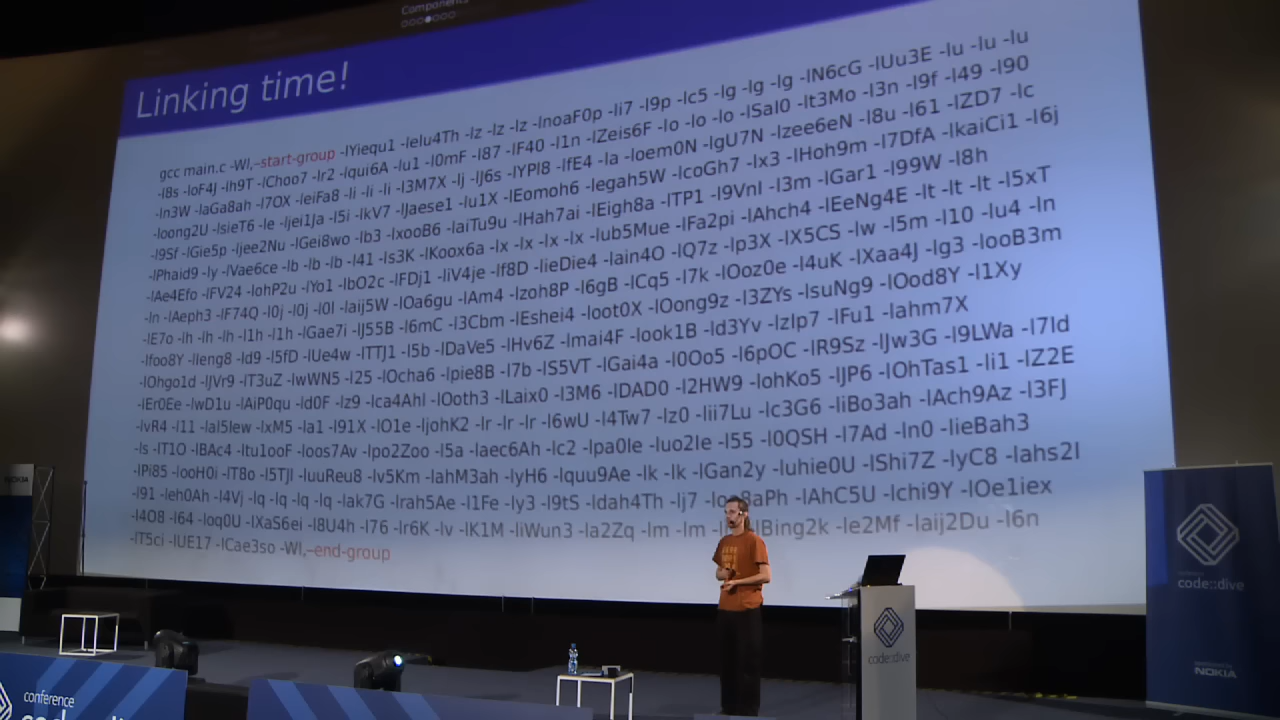 Components
Linking time!
gcc main.c -Wl,--start-group -lYiequ1 -lelu4Th -lz -lz -lz -lnoaF0p -li7 -l9p -lc5 -lg -lg -lg -lN6cG -lUu3E -lu -lu -lu
-l8s -loF4J -lh9T -lChoo7 -lr2 -lqui6A -lu1 -l0mF -l87 -lF40 -l1n -lZeis6F -lo -lo -lo -lSal0 -lt3Mo -l3n -l9f -l49 -l90
-ln3W -laGa8ah -l7OX -leiFa8 -li -li -li -l3M7X -lj -lJ6s -lYPl8 -lfE4 -la -loem0N -lgU7N -lzee6eN -l8u -l61 -lZD7 -lc
-loong2U -lsieT6 -le -ljei1Ja -l5i -lkV7 -lJaese1 -lu1X -lEomoh6 -legah5W -lcoGh7 -lx3 -lHoh9m -l7DfA -lkaiCi1 -l6j
-l9Sf -lGie5p -ljee2Nu -lGei8wo -lb3 -lxooB6 -laiTu9u -lHah7ai -lEigh8a -lTP1 -l9VnI -l3m -lGar1 -l99W -l8h
-lPhaid9 -ly -lVae6ce -lb -lb -lb -l41 -ls3K -lKoox6a -lx -lx -lx -lx -lub5Mue -lFa2pi -lAhch4 -lEeNg4E -lt -lt -lt -l5xT
-lAe4Efo -lFV24 -lohP2u -lYo1 -lbO2c -lFDj1 -liV4je -lf8D -lieDie4 -lain4O -lQ7z -lp3X -lX5CS -lw -l5m -l10 -lu4 -ln
-ln -lAeph3 -lF74Q -l0j -l0j -l0l -laij5W -lOa6gu -lAm4 -lzoh8P -l6gB -lCq5 -l7k -lOoz0e -l4uK -lXaa4J -lg3 -looB3m
-lE7o -lh -lh -lh -l1h -l1h -lGae7i -lJ55B -l6mC -l3Cbm -lEshei4 -loot0X -lOong9z -l3ZYs -lsuNg9 -lOod8Y -l1Xy
-lfoo8Y -lIeng8 -ld9 -l5fD -lUe4w -lTTJ1 -l5b -lDaVe5 -lHv6Z -lmai4F -look1B -ld3Yv -lzIp7 -lFu1 -lahm7X
-lOhgo1d -lJVr9 -lT3uZ -lwWN5 -l25 -lOcha6 -lpie8B -l7b -lS5VT -lGai4a -l0Oo5 -l6pOC -lR9Sz -lJw3G -l9LWa -l7Id
-lEr0Ee -lwD1u -lAiP0qu -ld0F -lz9 -lca4AhI -lOoth3 -lLaix0 -l3M6 -lDAD0 -l2HW9 -lohKo5 -lJP6 -lOhTas1 -li1 -lZ2E
-lvR4 -l11 -laI5Iew -lxM5 -la1 -l91X -lO1e -ljohK2 -lr -lr -lr -l6wU -l4Tw7 -lz0 -lii7Lu -lc3G6 -liBo3ah -lAch9Az -l3FJ
-ls -lT1O -lBAc4 -ltu1ooF -loos7Av -lpo2Zoo -l5a -laec6Ah -lc2 -lpa0Ie -luo2Ie -l55 -l0QSH -l7Ad -ln0 -lieBah3
-lPi85 -looH0i -lT8o -l5TJI -luuReu8 -lv5Km -lahM3ah -lyH6 -lquu9Ae -lk -lk -lGan2y -luhie0U -lShi7Z -lyC8 -lahs2I
-l91 -leh0Ah -l4Vj -lq -lq -lq -lq -lak7G -lrah5Ae -l1Fe -ly3 -l9tS -ldah4Th -lj7 -lAhC5U -lchi9Y -lOe1iex
-l4O8 -l64 -loq0U -lXaS6ei -l8U4h -l76 -lr6K -lv -lK1M -liWun3 -la2Zq -lm -lm -le2Mf -laij2Du -l6n
-lT5ci -lUE17 -lCae3so -Wl,--end-group
NOKIA
code::dive
NOKIA
code::dive
conference